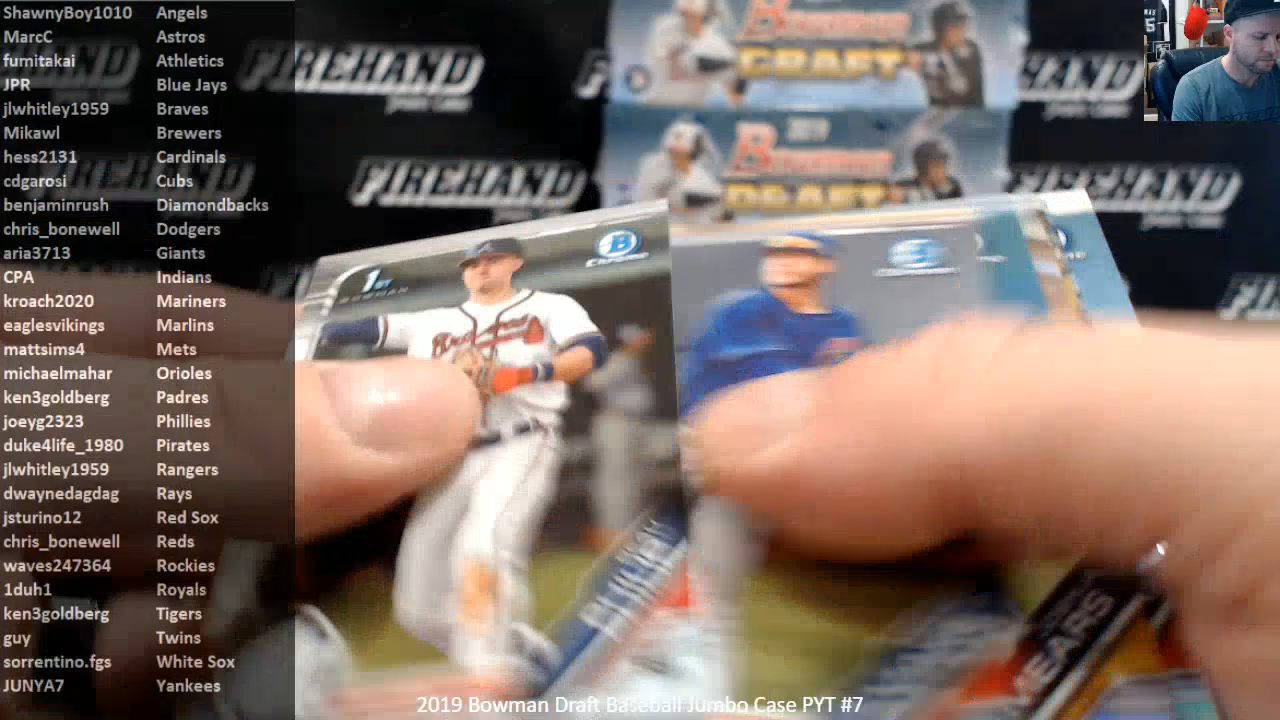 ShawnyBoy1010 Angels
MarcC Astros
fumitakai Athletics
JPR Blue Jays
jlwhitley1959 Braves
Mikawl Brewers
hess2131 Cardinals
cdgarosi Cubs
benjaminrush Diamondbacks
chris_bonewell Dodgers
aria3713 Giants
CPA Indians
kroach2020 Mariners
eaglesvikings Marlins
mattsims4 Mets
michaelmahar Orioles
ken3goldberg Padres
joeyg2323 Phillies
duke4life_1980 Pirates
jlwhitley1959 Rangers
dwaynedagdag Rays
jsturino12 Red Sox
chris_bonewell Reds
waves247364 Rockies
1duh1 Royals
ken3goldberg Tigers
guy Twins
sorrentino.fgs White Sox
JUNYA7 Yankees
FIREHAND
FIREHAND
FIREHAND
FIREHAND
Bowman
DRAFT
2019
Bowman
DRAFT
1ST
BOWMAN
B
CHROME
Braves
2019 Bowman Draft Baseball Jumbo Case PYT #7